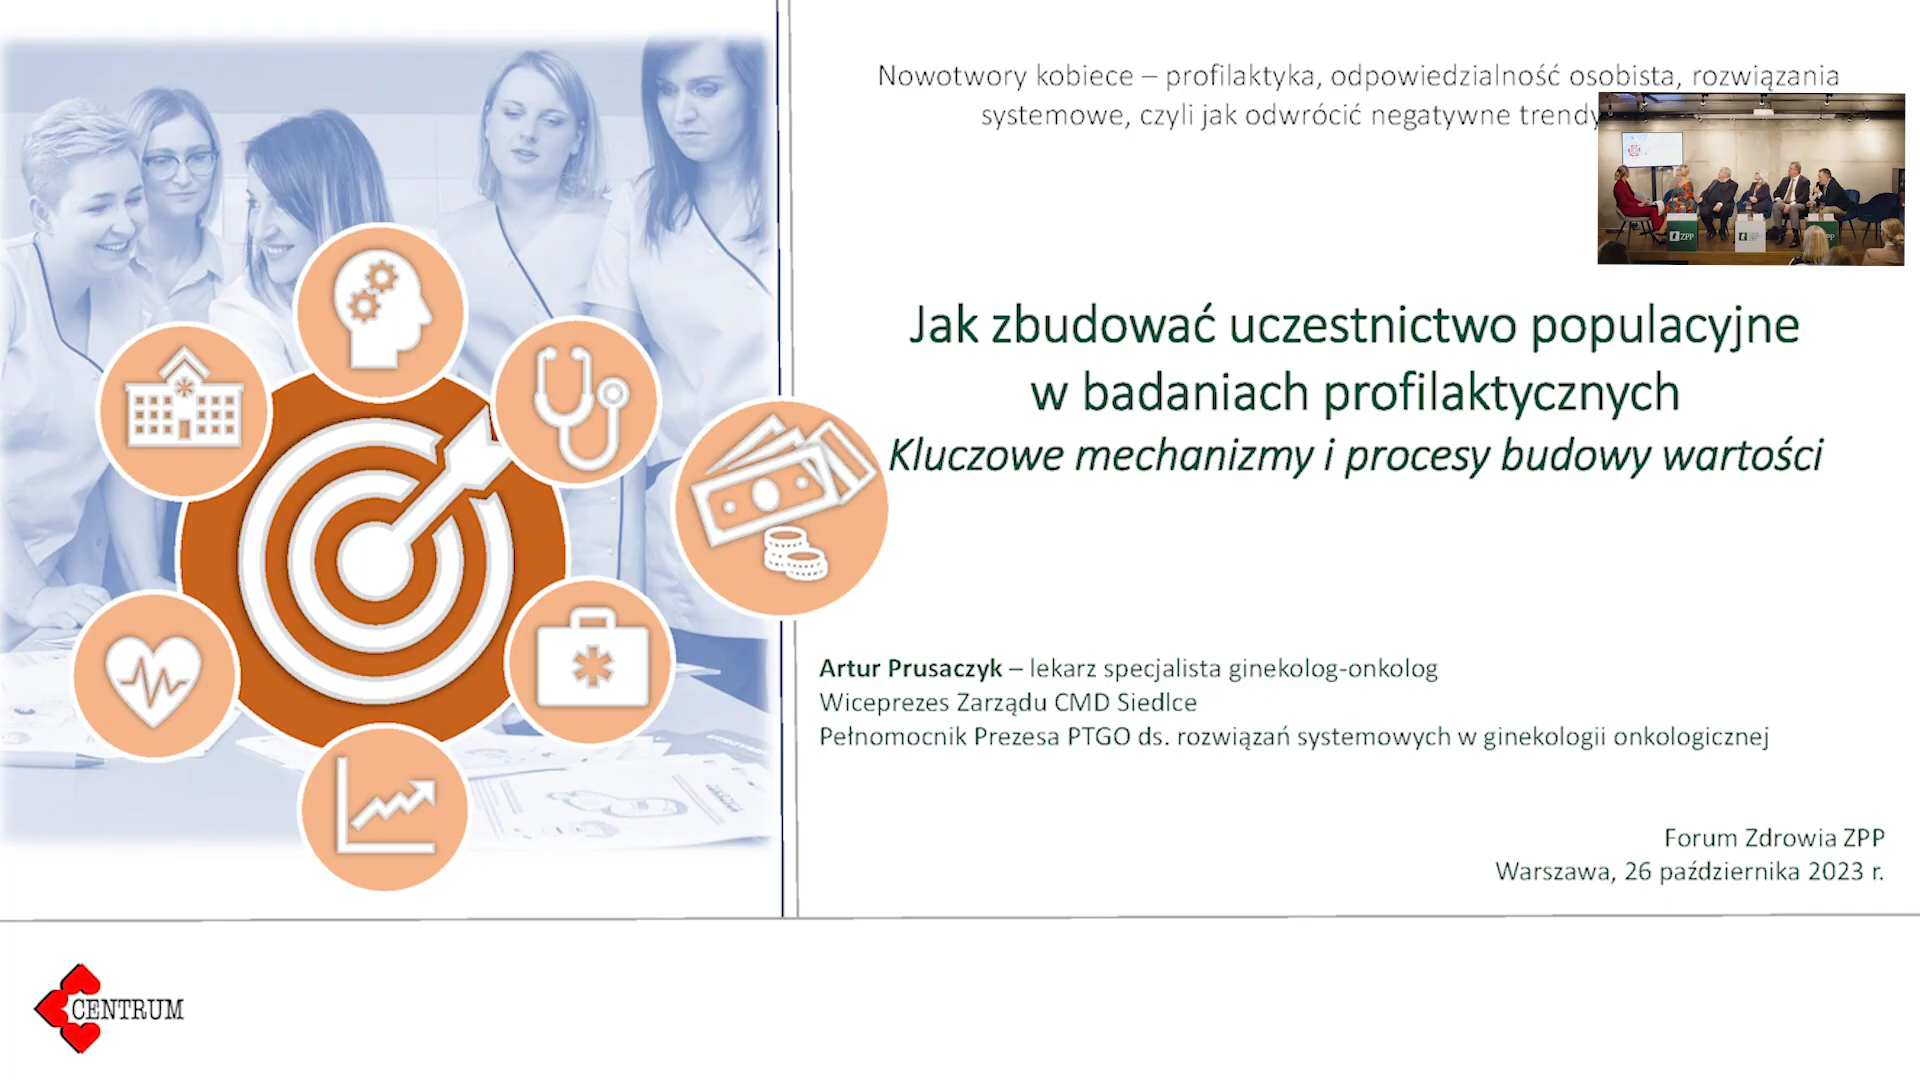 Nowotwory kobiece – profilaktyka, odpowiedzialność osobista, rozwiązania
systemowe, czyli jak odwrócić negatywne trendy
ZPP
ZPP
Jak zbudować uczestnictwo populacyjne
w badaniach profilaktycznych
Kluczowe mechanizmy i procesy budowy wartości
Artur Prusaczyk – lekarz specjalista ginekolog-onkolog
Wiceprezes Zarządu CMD Siedlce
Pełnomocnik Prezesa PTGO ds. rozwiązań systemowych w ginekologii onkologicznej
Forum Zdrowia ZPP
Warszawa, 26 października 2023 r.
CENTRUM